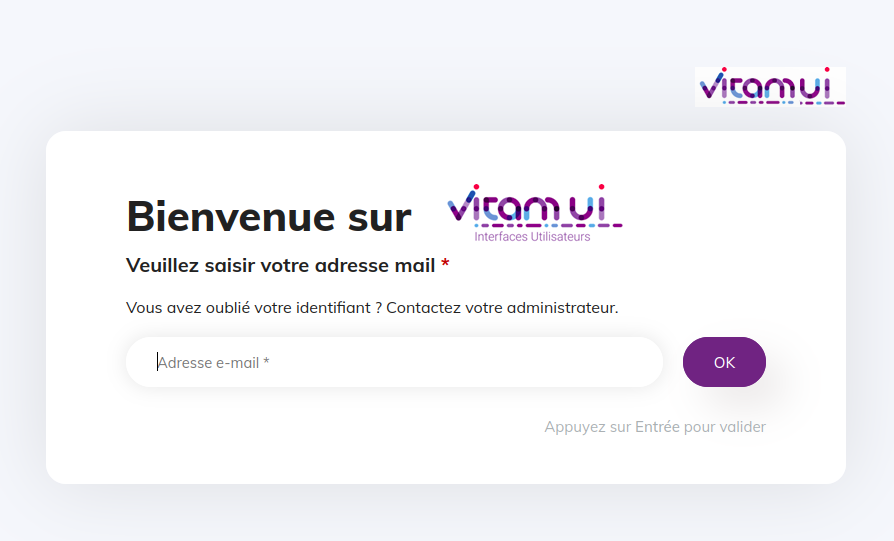 vitamui
Bienvenue sur vitamui
Interfaces Utilisateurs
Veuillez saisir votre adresse mail *
Vous avez oublié votre identifiant ? Contactez votre administrateur.
Adresse e-mail *
OK
Appuyez sur Entrée pour valider